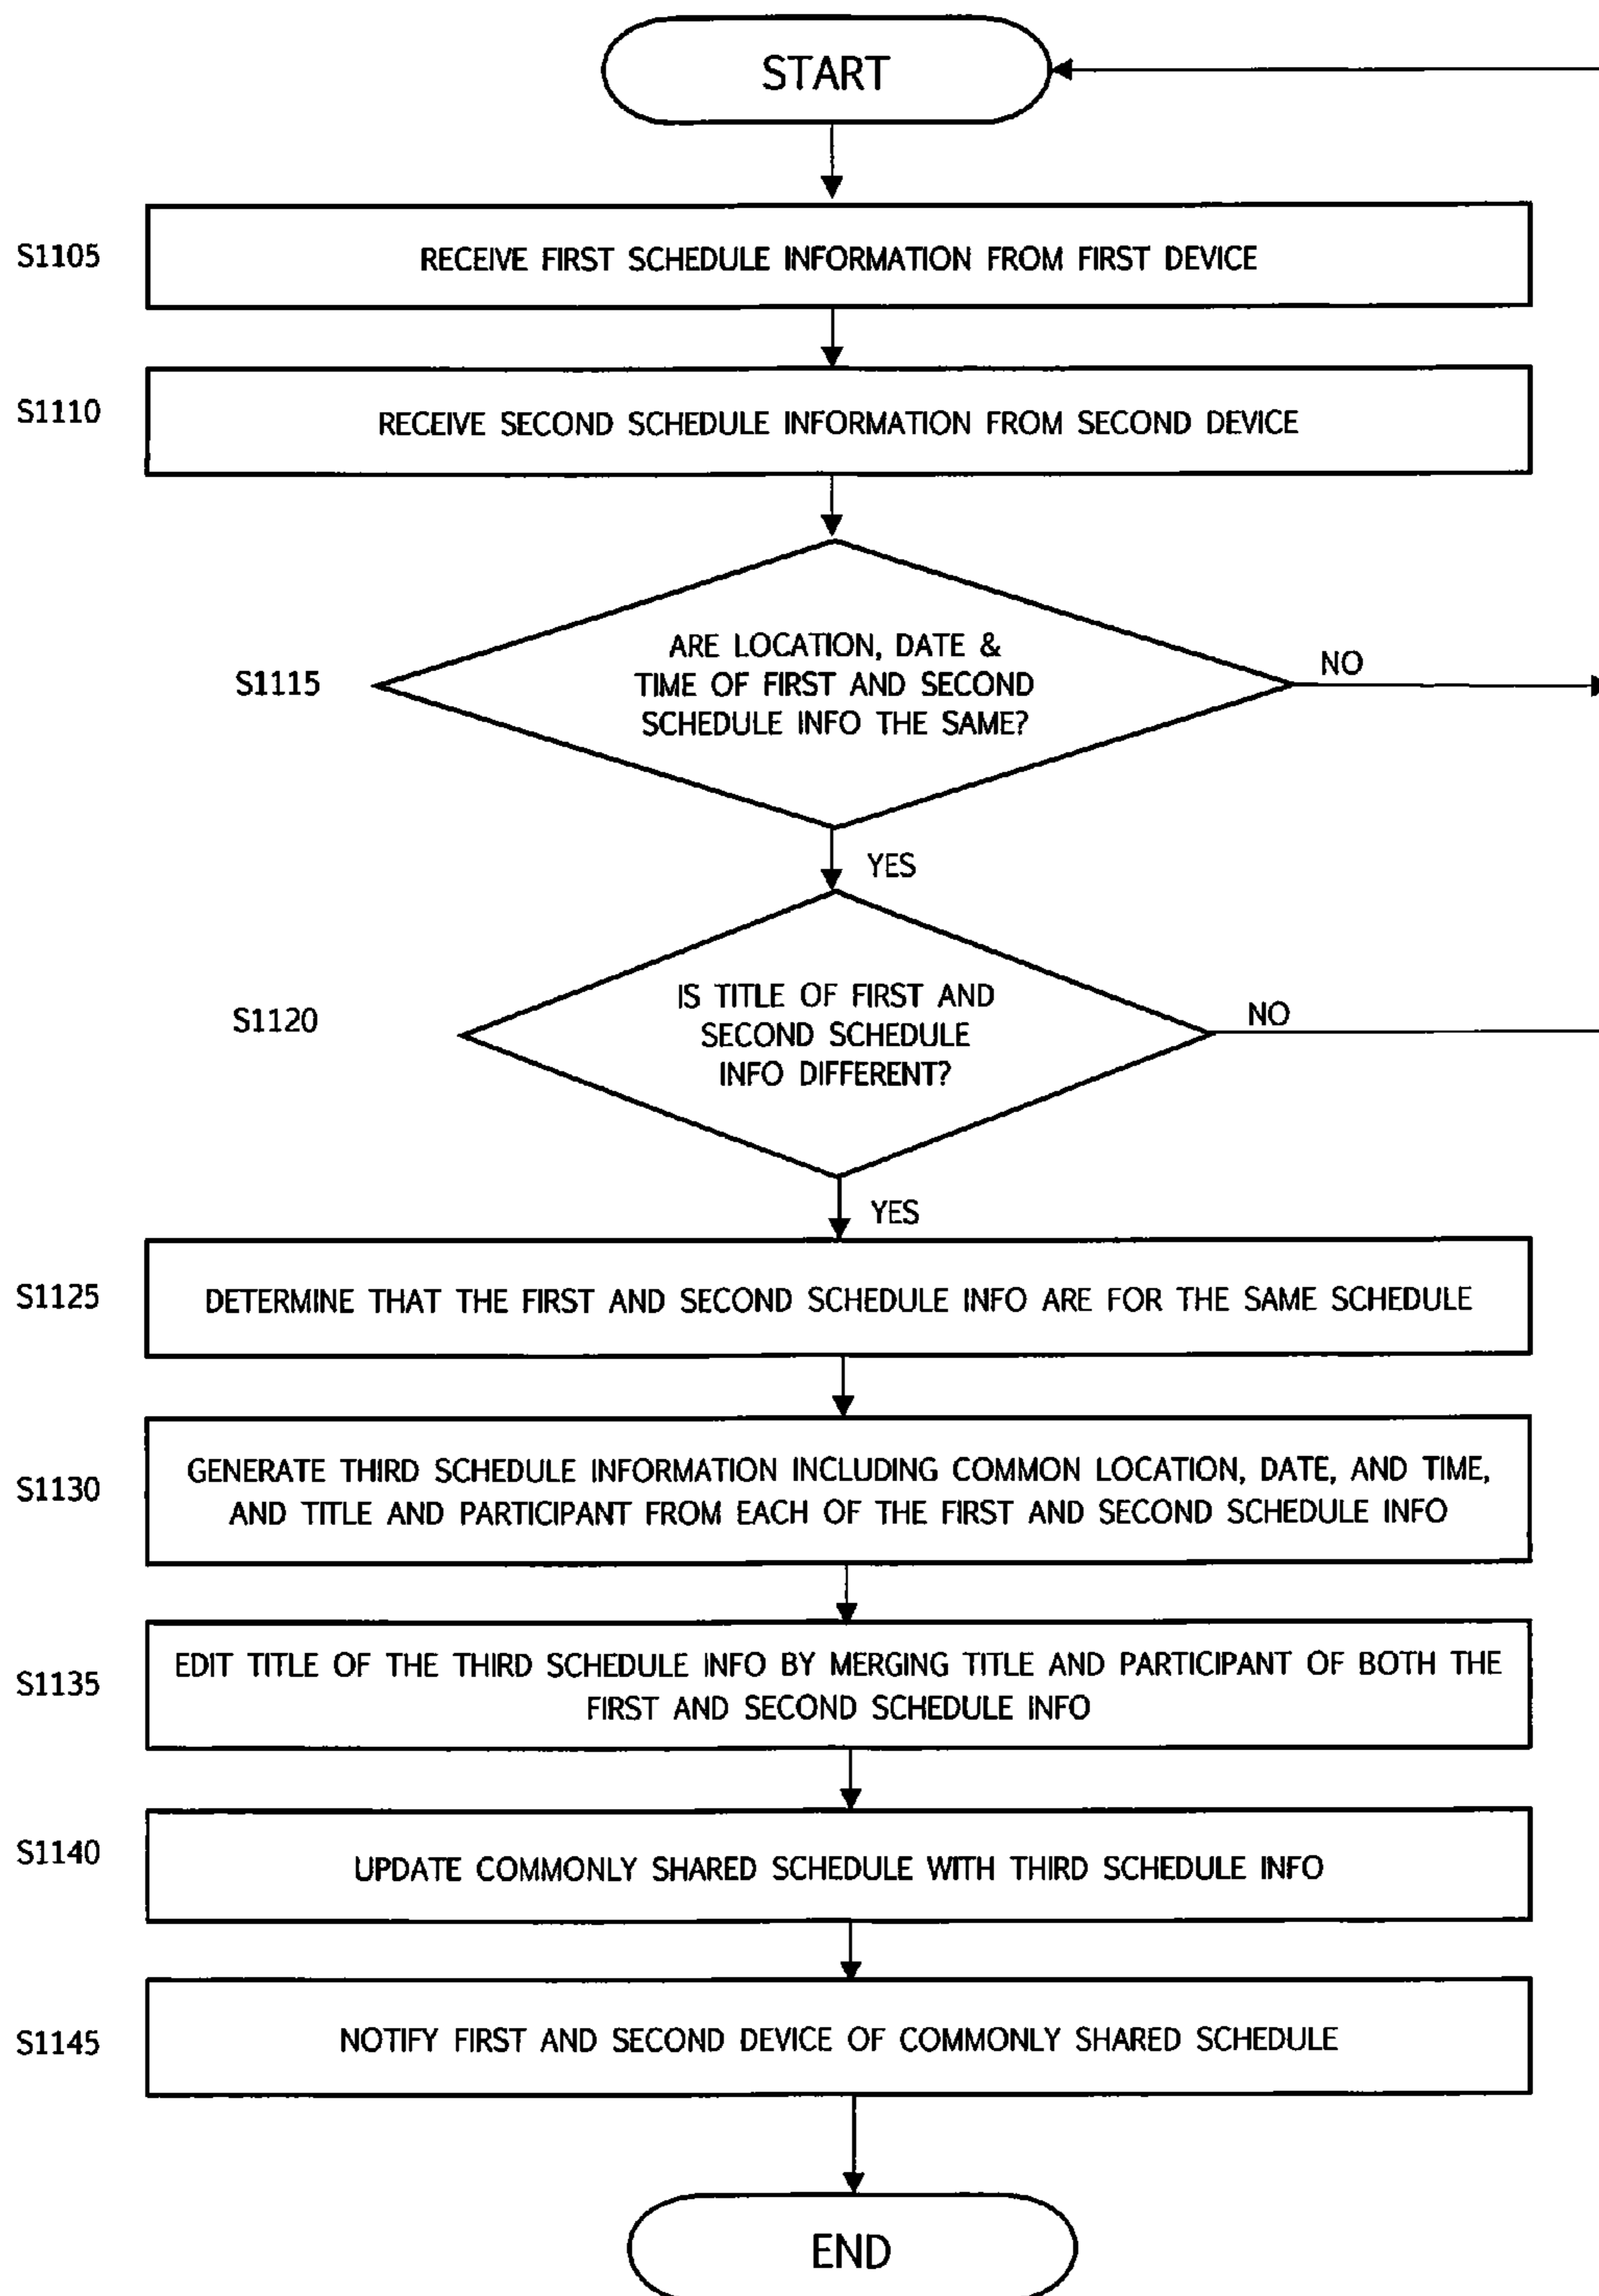 START
S1105
RECEIVE FIRST SCHEDULE INFORMATION FROM FIRST DEVICE
S1110
RECEIVE SECOND SCHEDULE INFORMATION FROM SECOND DEVICE
S1115
ARE LOCATION, DATE &
TIME OF FIRST AND SECOND
SCHEDULE INFO THE SAME?
NO
YES
S1120
IS TITLE OF FIRST AND
SECOND SCHEDULE
INFO DIFFERENT?
NO
YES
S1125
DETERMINE THAT THE FIRST AND SECOND SCHEDULE INFO ARE FOR THE SAME SCHEDULE
S1130
GENERATE THIRD SCHEDULE INFORMATION INCLUDING COMMON LOCATION, DATE, AND TIME,
AND TITLE AND PARTICIPANT FROM EACH OF THE FIRST AND SECOND SCHEDULE INFO
S1135
EDIT TITLE OF THE THIRD SCHEDULE INFO BY MERGING TITLE AND PARTICIPANT OF BOTH THE
FIRST AND SECOND SCHEDULE INFO
S1140
UPDATE COMMONLY SHARED SCHEDULE WITH THIRD SCHEDULE INFO
S1145
NOTIFY FIRST AND SECOND DEVICE OF COMMONLY SHARED SCHEDULE
END